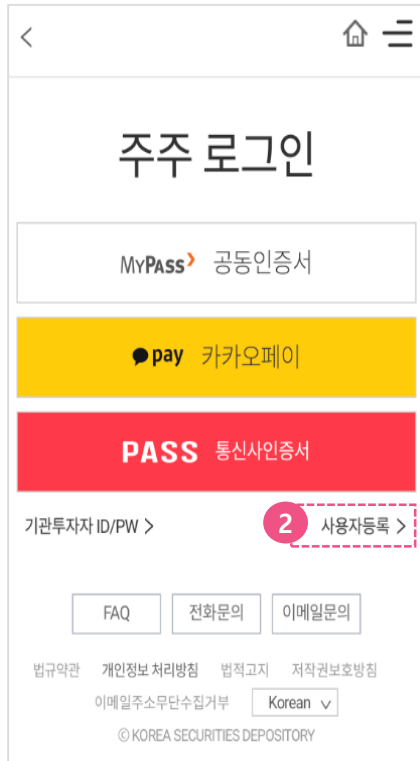 주주 로그인
MYPASS 공동인증서
pay 카카오페이
PASS 통신사인증서
기관투자자 ID/PW > 2 사용자등록 >
FAQ 전화문의 이메일문의
법규약관 개인정보 처리방침 법적고지 저작권보호방침
이메일주소무단수집거부 Korean
© KOREA SECURITIES DEPOSITORY